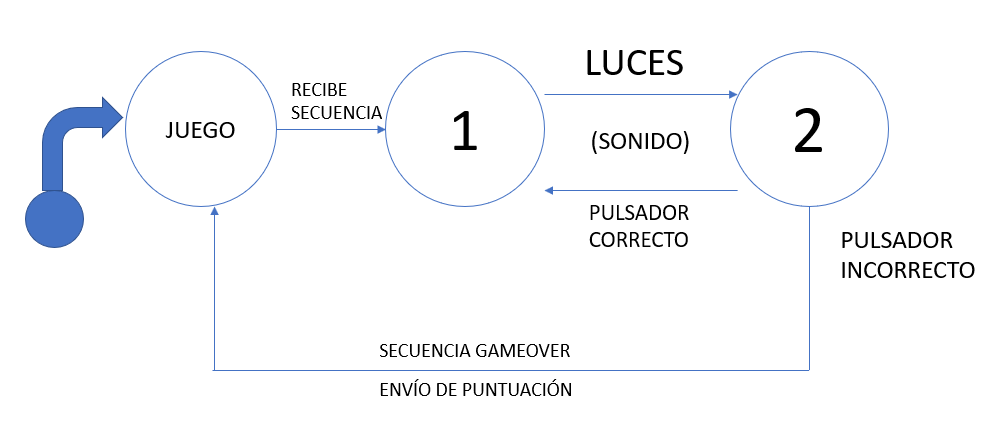 JUEGO
RECIBE
SECUENCIA
1
LUCES
(SONIDO)
2
PULSADOR
CORRECTO
PULSADOR
INCORRECTO
SECUENCIA GAMEOVER
ENVÍO DE PUNTUACIÓN